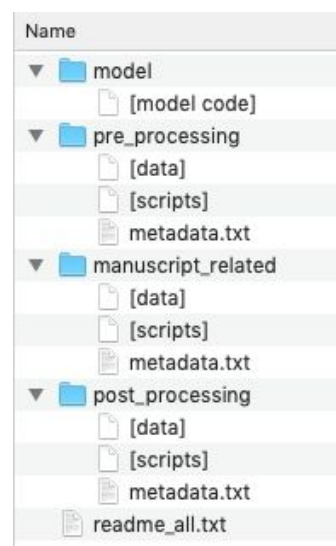 Name
model
[model code]
pre_processing
[data]
[scripts]
metadata.txt
manuscript_related
[data]
[scripts]
metadata.txt
post_processing
[data]
[scripts]
metadata.txt
readme_all.txt